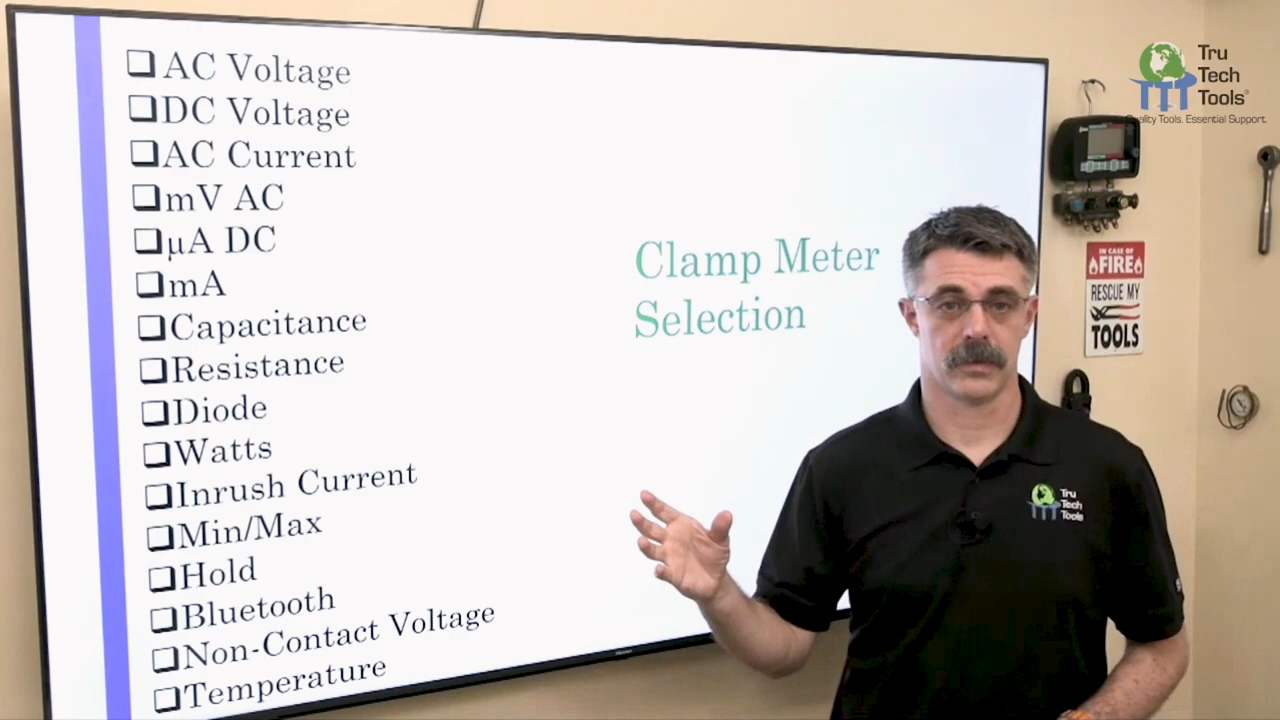 AC Voltage
DC Voltage
AC Current
mV AC
µA DC
mA
Capacitance
Resistance
Diode
Watts
Inrush Current
Min/Max
Hold
Bluetooth
Non-Contact Voltage
Temperature
Clamp Meter
Selection
Tru
Tech
Tools®
Quality Tools. Essential Support.
IN CASE OF
FIRE
RESCUE MY
TOOLS
Tru
Tech
Tools